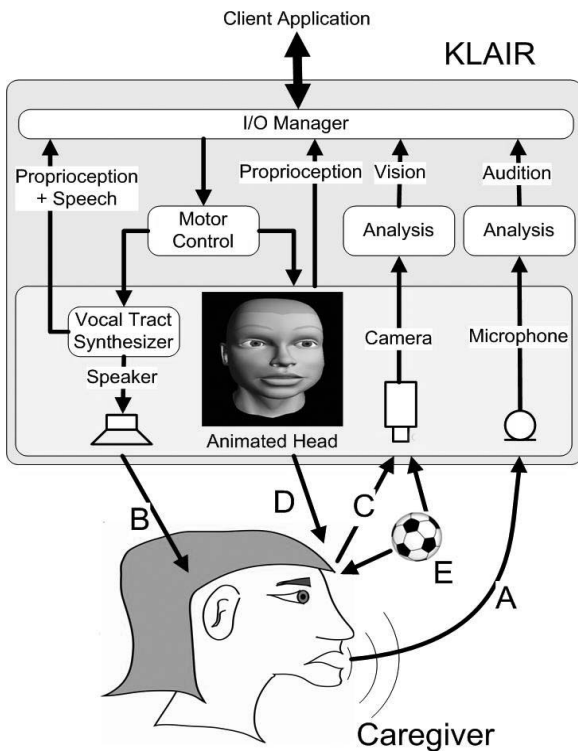 Client Application
KLAIR
I/O Manager
Proprioception
+ Speech
Proprioception
Vision
Audition
Motor
Control
Analysis
Analysis
Vocal Tract
Synthesizer
Camera
Microphone
Speaker
Animated Head
B
D
C
E
A
Caregiver